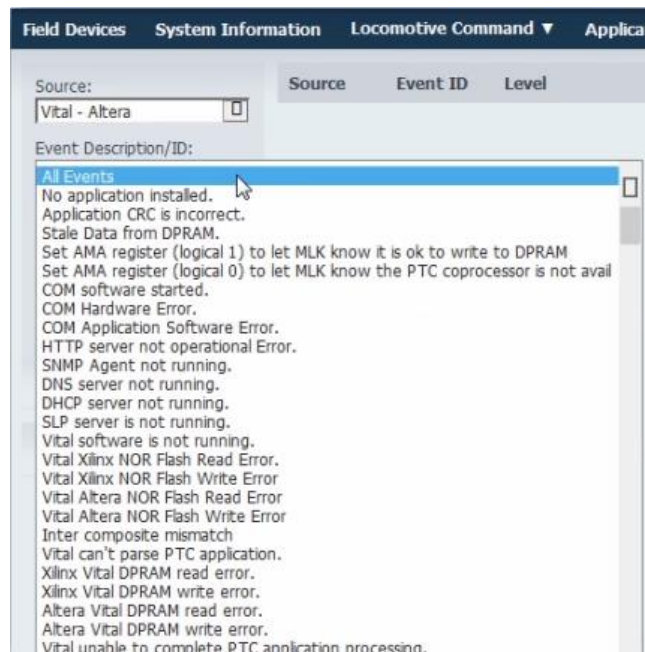 Field Devices System Information Locomotive Command ▼ Applica
Source: Source Event ID Level
Vital - Altera
Event Description/ID:
All Events
No application installed.
Application CRC is incorrect.
Stale Data from DPRAM.
Set AMA register (logical 1) to let MLK know it is ok to write to DPRAM
Set AMA register (logical 0) to let MLK know the PTC coprocessor is not avail
COM software started.
COM Hardware Error.
COM Application Software Error.
HTTP server not operational Error.
SNMP Agent not running.
DNS server not running.
DHCP server not running.
SLP server is not running.
Vital software is not running.
Vital Xilinx NOR Flash Read Error.
Vital Xilinx NOR Flash Write Error
Vital Altera NOR Flash Read Error
Vital Altera NOR Flash Write Error
Inter composite mismatch
Vital can't parse PTC application.
Xilinx Vital DPRAM read error.
Xilinx Vital DPRAM write error.
Altera Vital DPRAM read error.
Altera Vital DPRAM write error.
Vital unable to complete PTC application processing.